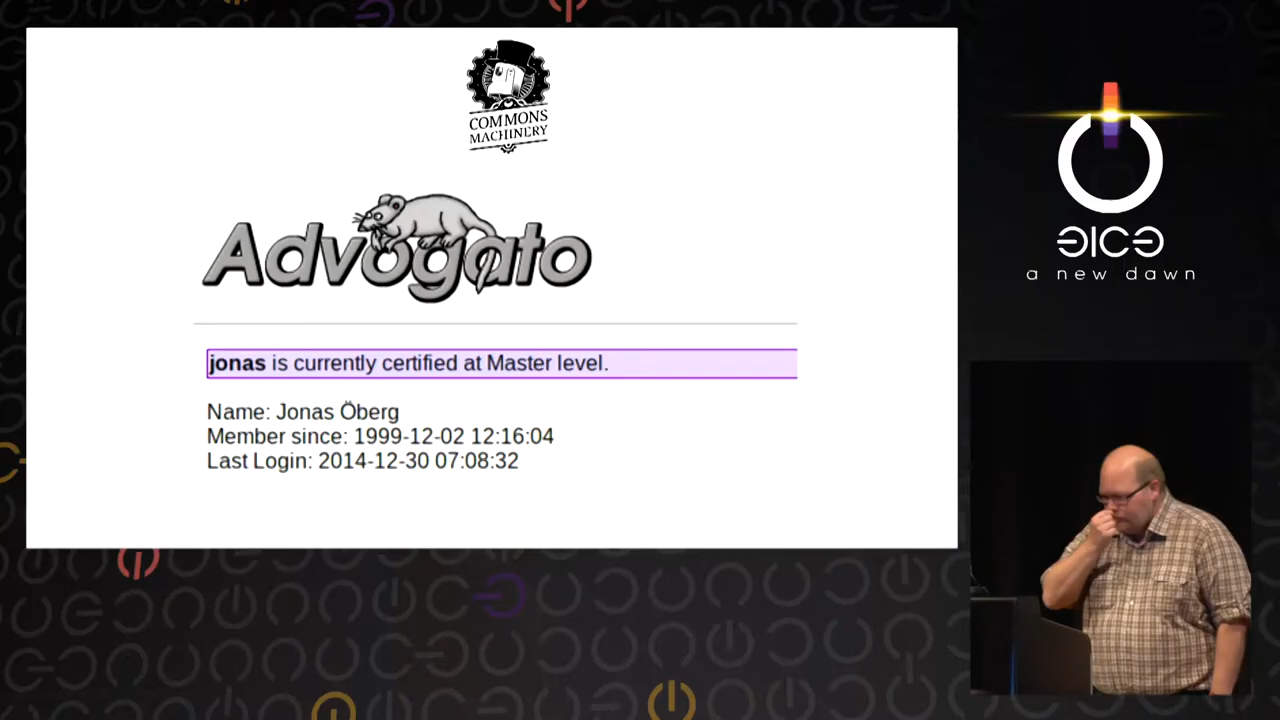 COMMONS
MACHINERY
Advogato
jonas is currently certified at Master level.
Name: Jonas Öberg
Member since: 1999-12-02 12:16:04
Last Login: 2014-12-30 07:08:32
a new dawn